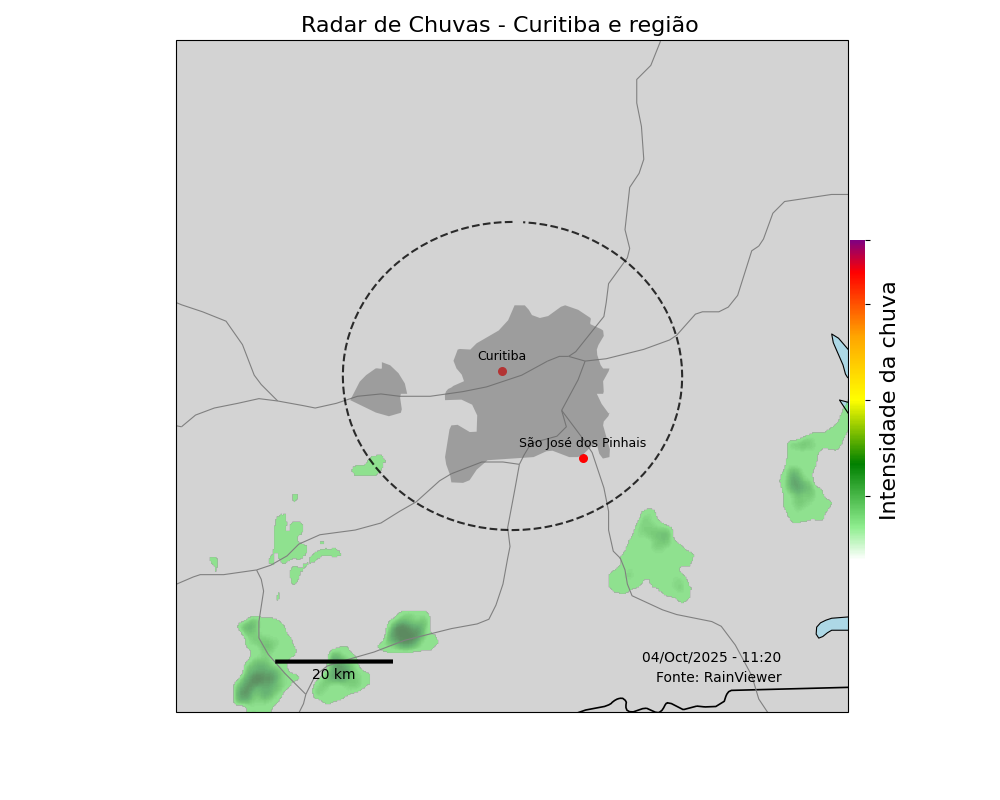 Radar de Chuvas - Curitiba e região
Curitiba
São José dos Pinhais
Intensidade da chuva
20 km
04/Oct/2025 - 11:20
Fonte: RainViewer